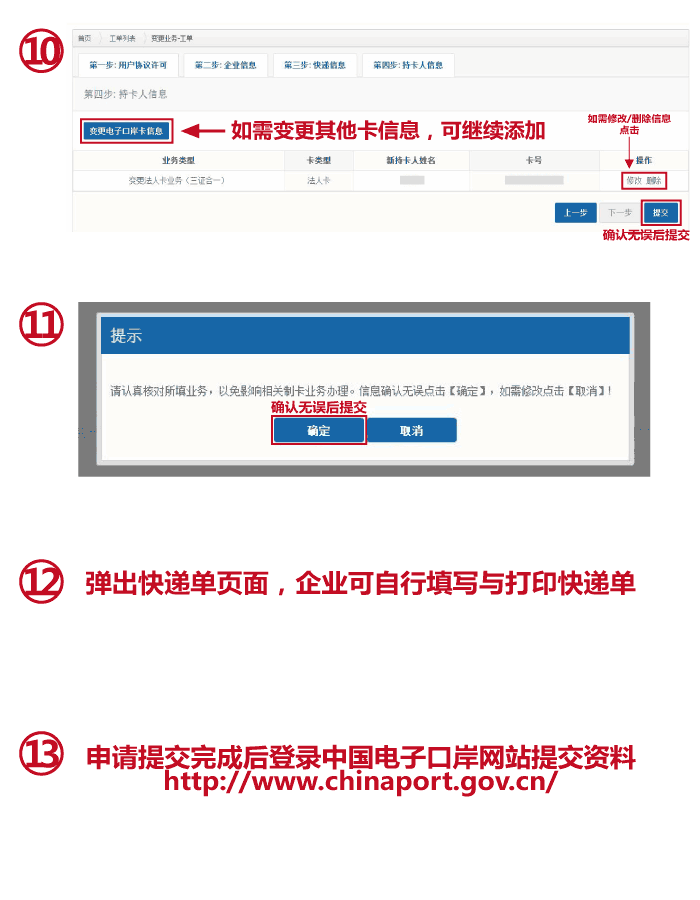 ⑩
首页 工单列表 变更业务-工单
第一步: 用户协议许可 第二步: 企业信息 第三步: 快递信息 第四步: 持卡人信息
第四步: 持卡人信息
变更电子口岸卡信息 如需变更其他卡信息，可继续添加
如需修改/删除信息
点击
业务类型 卡类型 新持卡人姓名 卡号 操作
变更法人卡业务（三证合一） 法人卡 修改 删除
上一步 下一步 提交
确认无误后提交
⑪
提示
请认真核对所填业务，以免影响相关制卡业务办理。信息确认无误点击【确定】，如需修改点击【取消】！
确认无误后提交
确定 取消
⑫ 弹出快递单页面，企业可自行填写与打印快递单
⑬ 申请提交完成后登录中国电子口岸网站提交资料
http://www.chinaport.gov.cn/